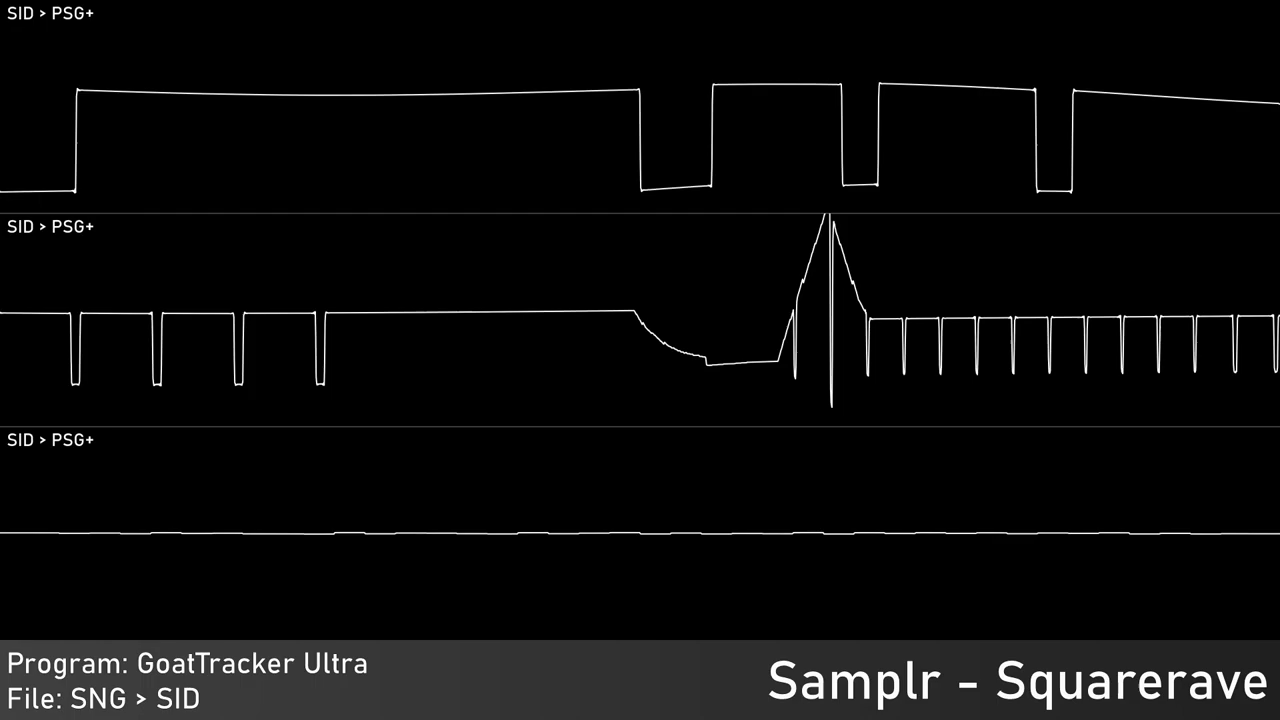 SID > PSG+
SID > PSG+
SID > PSG+
Program: GoatTracker Ultra
File: SNG > SID
Samplr - Squarerave